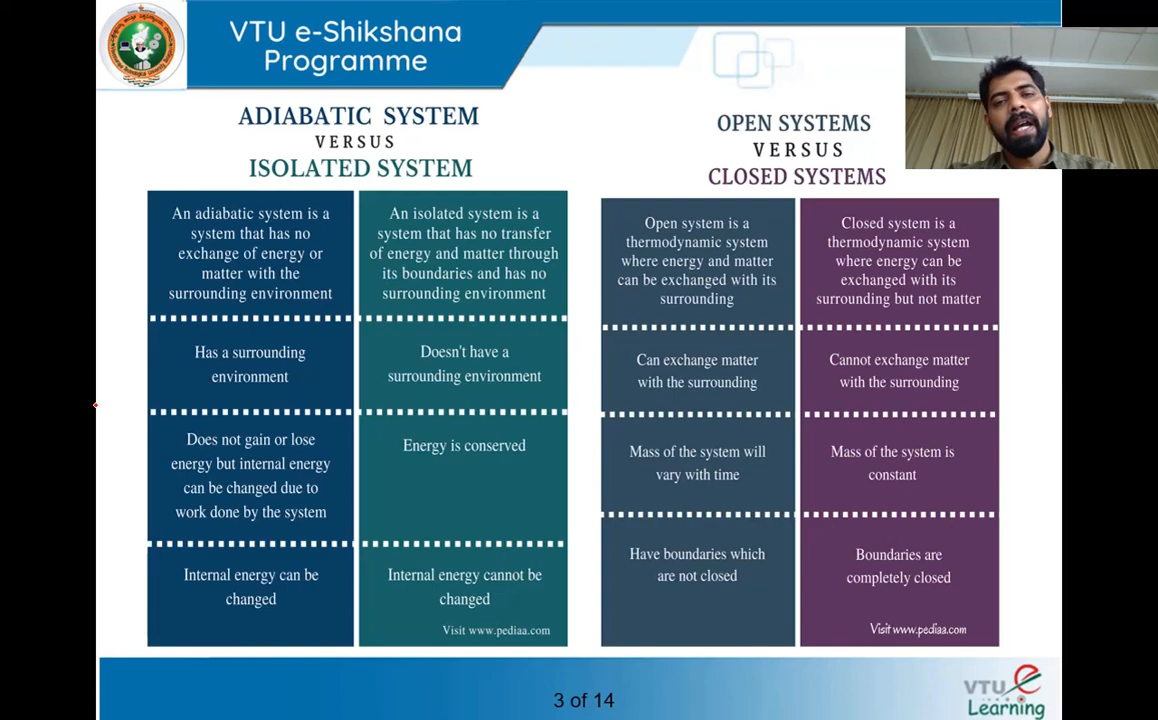 VTU e-Shikshana
Programme
ADIABATIC SYSTEM
VERSUS
ISOLATED SYSTEM
An adiabatic system is a
system that has no
exchange of energy or
matter with the
surrounding environment
An isolated system is a
system that has no transfer
of energy and matter through
its boundaries and has no
surrounding environment
Has a surrounding
environment
Doesn't have a
surrounding environment
Does not gain or lose
energy but internal energy
can be changed due to
work done by the system
Energy is conserved
Internal energy can be
changed
Internal energy cannot be
changed
Visit www.pediaa.com
OPEN SYSTEMS
VERSUS
CLOSED SYSTEMS
Open system is a
thermodynamic system
where energy and matter
can be exchanged with its
surrounding
Closed system is a
thermodynamic system
where energy can be
exchanged with its
surrounding but not matter
Can exchange matter
with the surrounding
Cannot exchange matter
with the surrounding
Mass of the system will
vary with time
Mass of the system is
constant
Have boundaries which
are not closed
Boundaries are
completely closed
Visit www.pediaa.com
3 of 14
VTU e
Learning